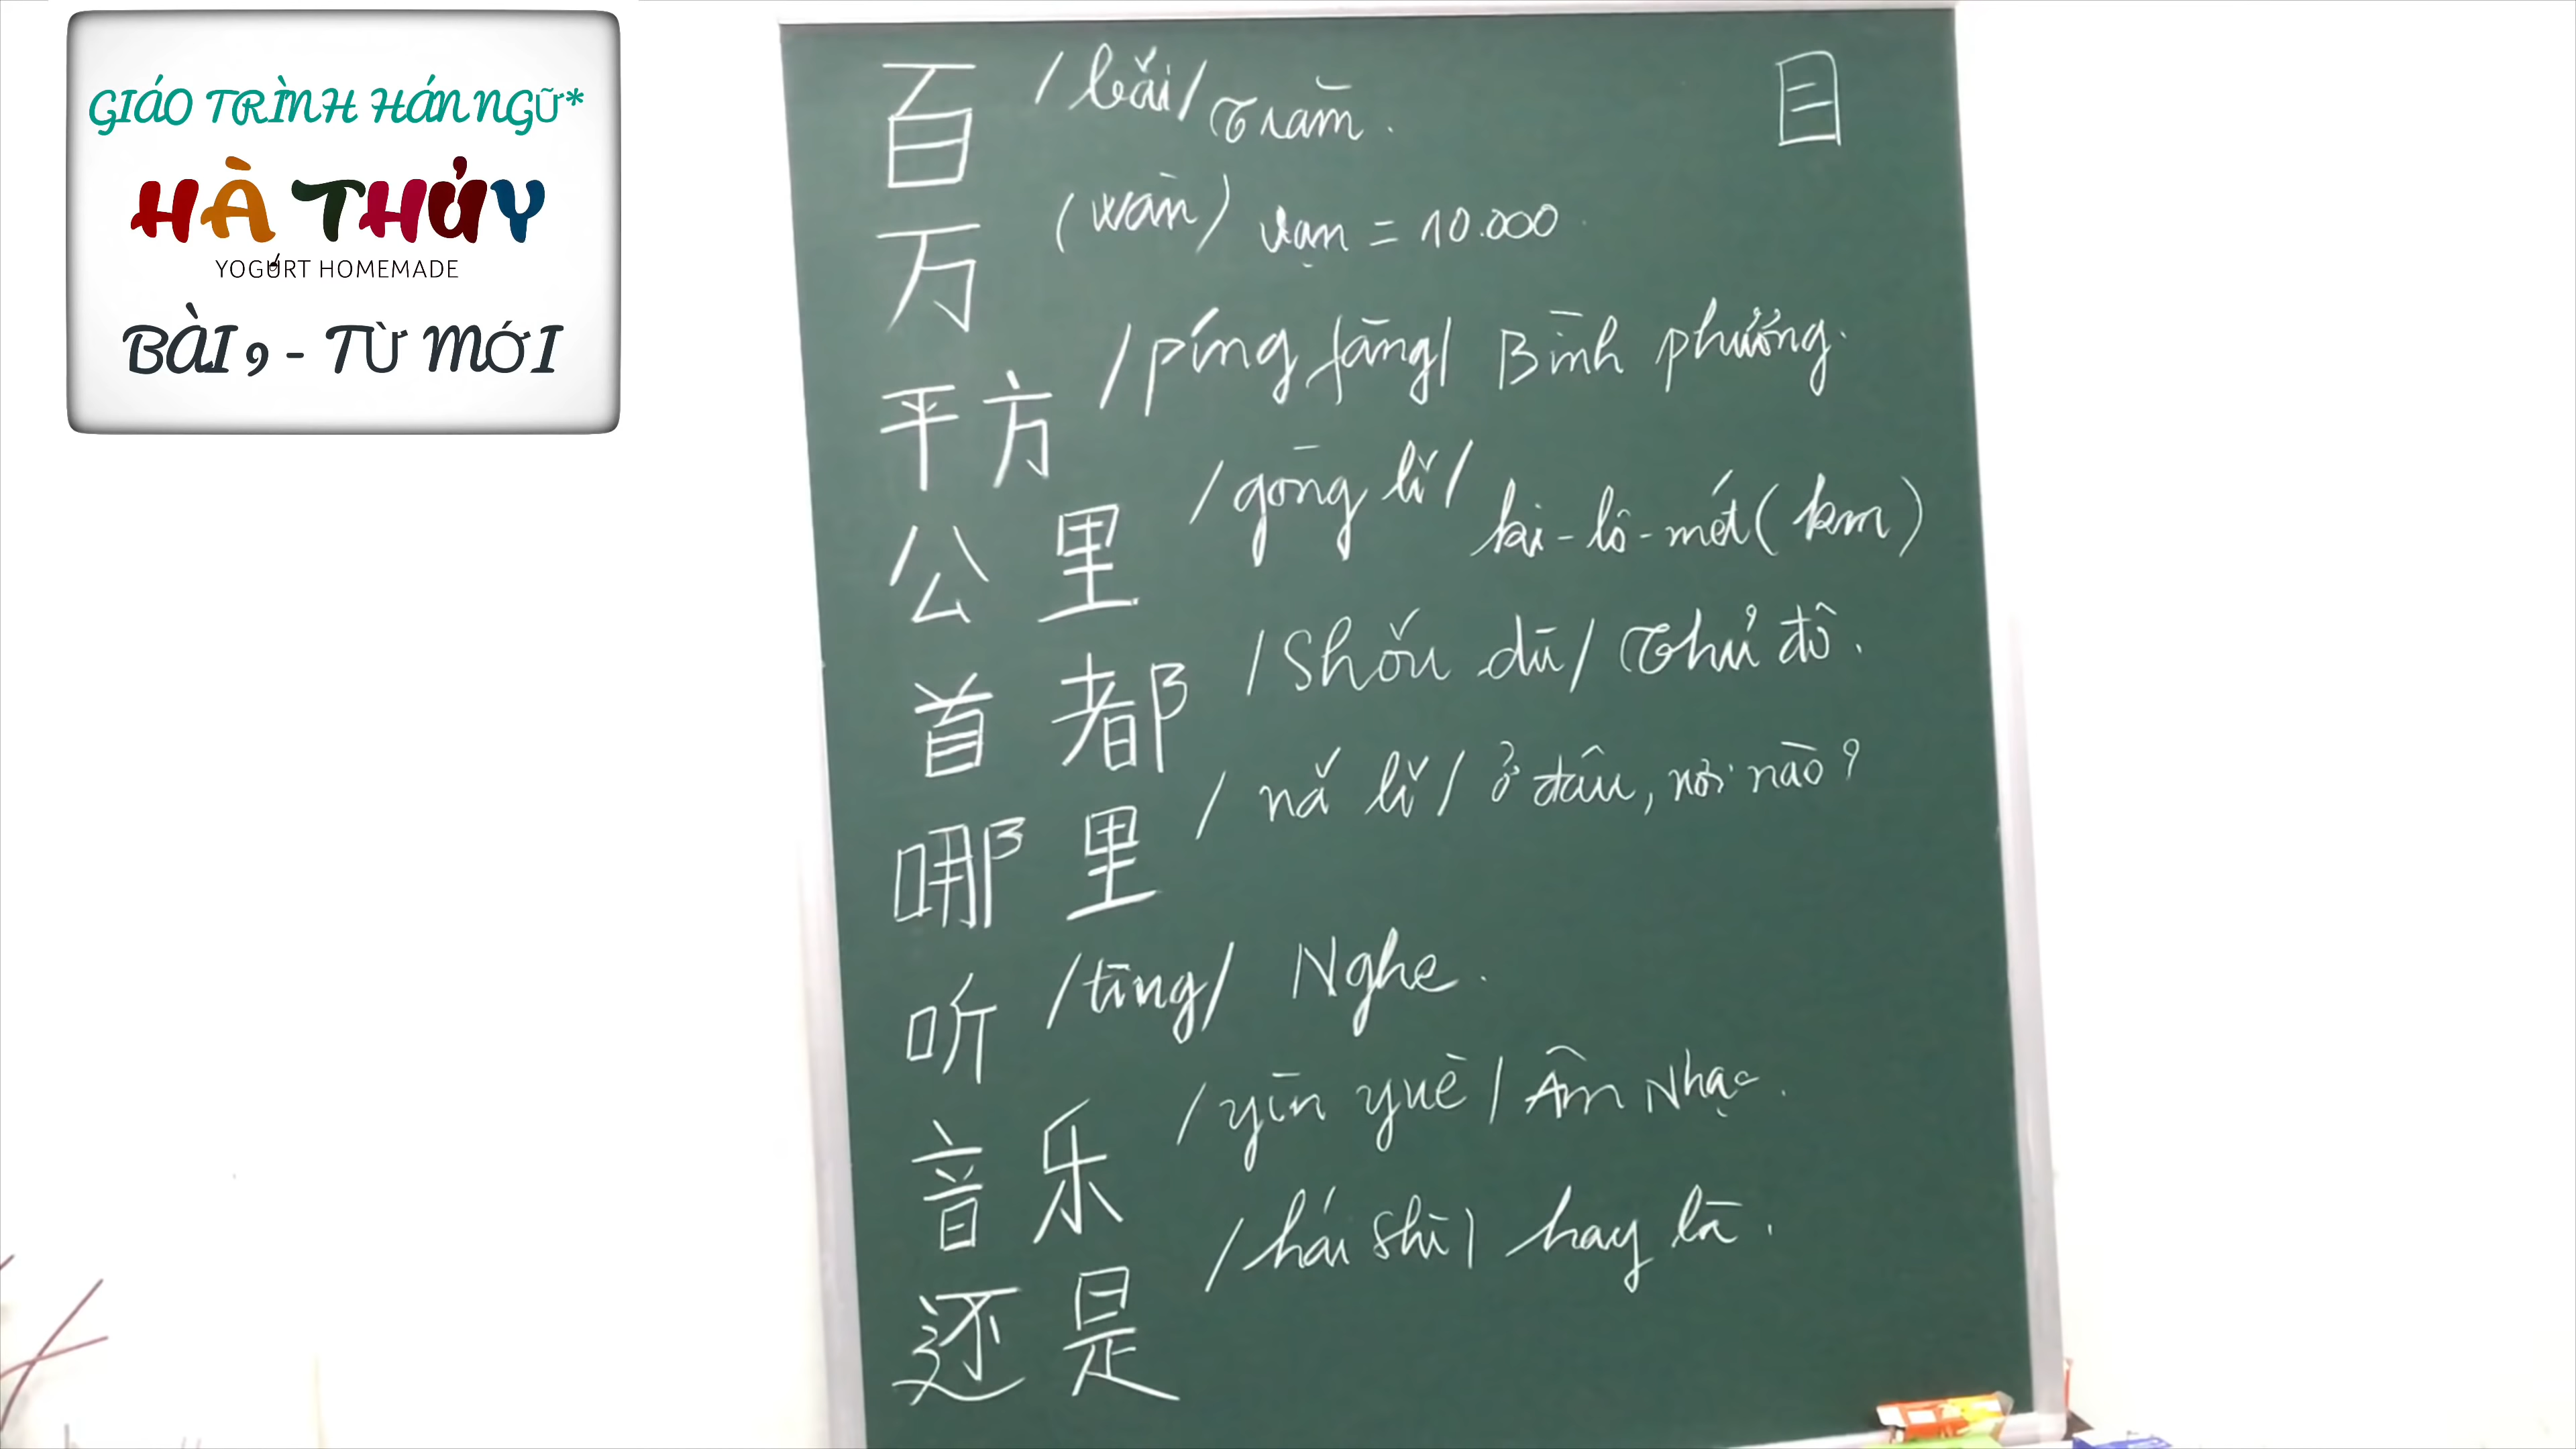 GIÁO TRÌNH HÁN NGỮ*
HÀ THỦY
YOGURT HOMEMADE
BÀI 9 - TỪ MỚI
百 /bǎi/ Trăm. 目
万 (wàn) vạn = 10.000
平方 /píng fāng/ Bình phương.
公里 /gōng lǐ/ ki-lô-mét (km)
首都 /Shǒu dū/ Thủ đô.
哪里 /nǎ lǐ/ ở đâu, nơi nào?
听 /tīng/ Nghe.
音乐 /yīn yuè/ Âm Nhạc.
还是 /hái shì/ hay là.